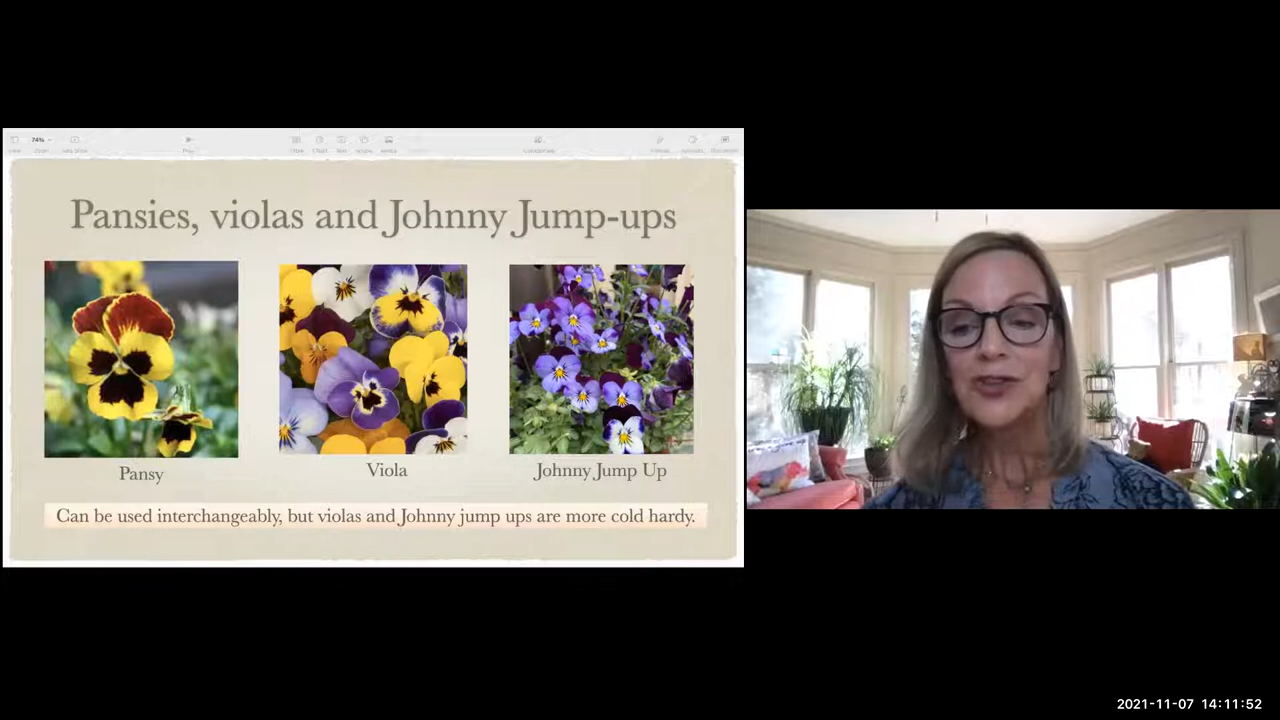 74%
Pansies, violas and Johnny Jump-ups
Pansy
Viola
Johnny Jump Up
Can be used interchangeably, but violas and Johnny jump ups are more cold hardy.
2021-11-07 14:11:52